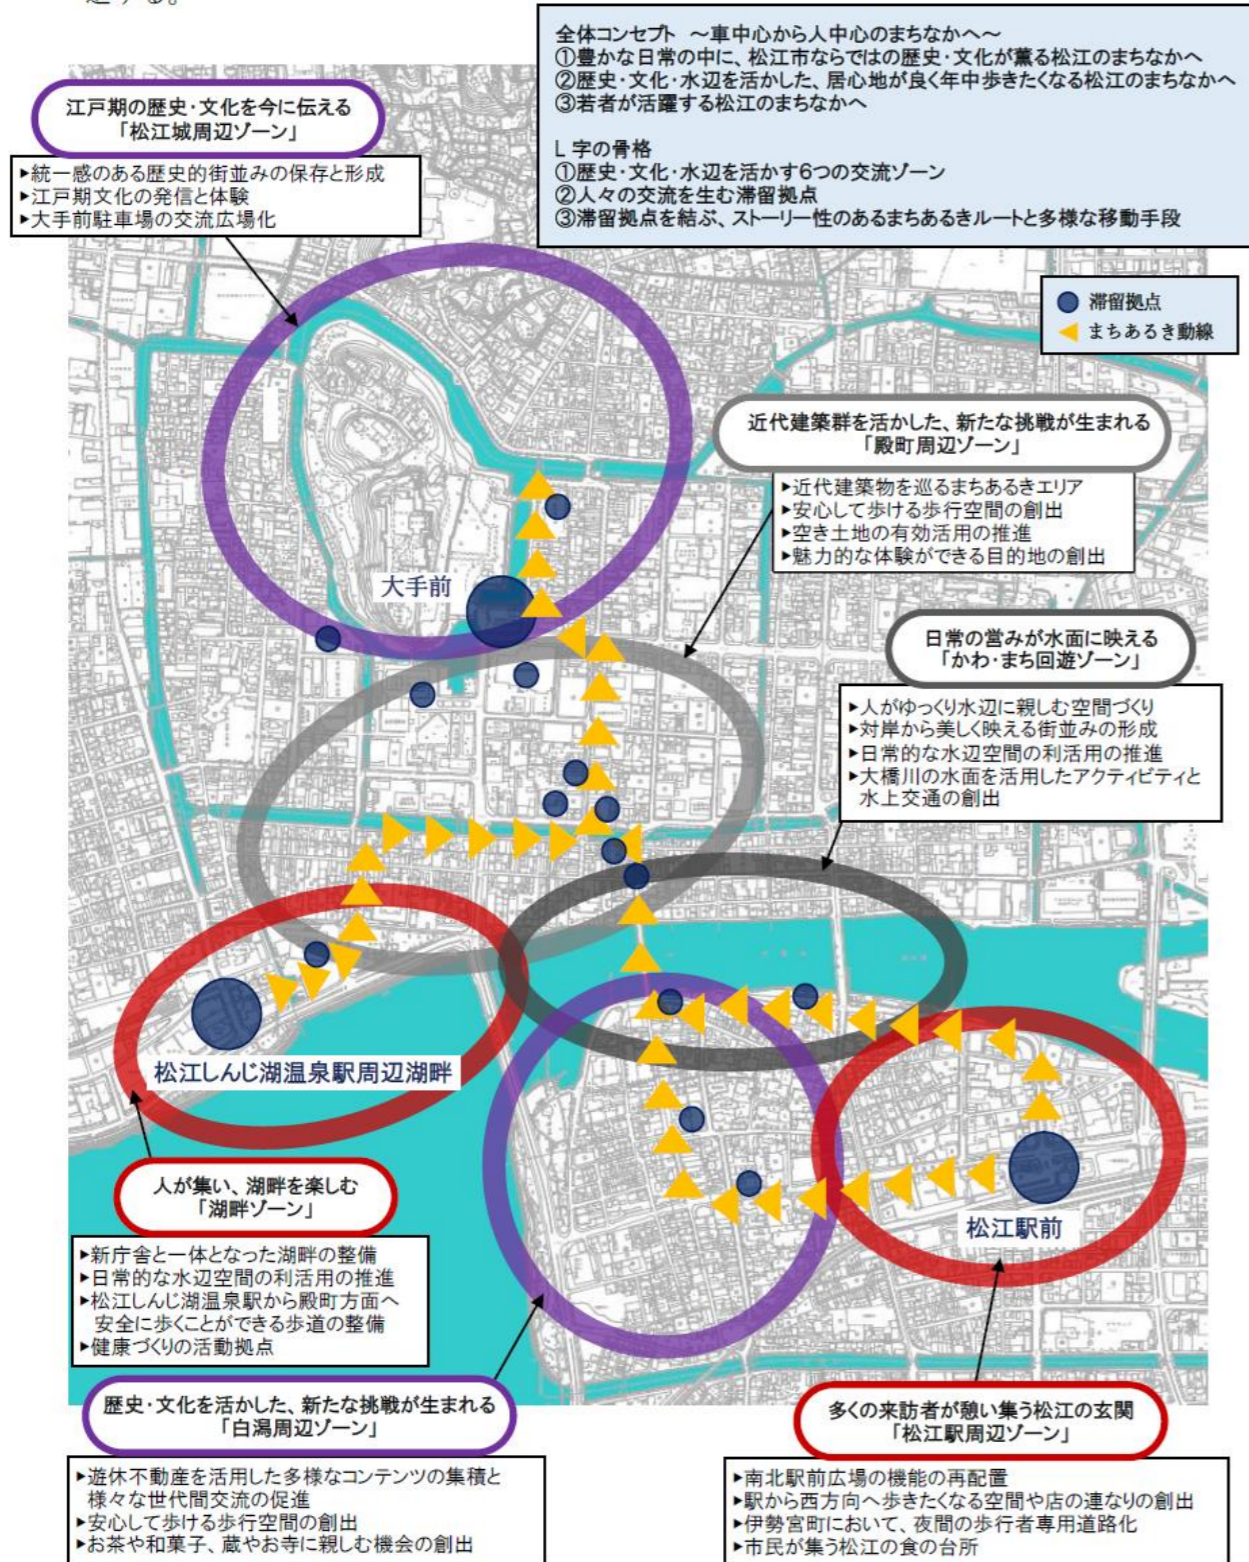 全体コンセプト ～車中心から人中心のまちなかへ～
①豊かな日常の中に、松江市ならではの歴史・文化が薫る松江のまちなかへ
②歴史・文化・水辺を活かした、居心地が良く年中歩きたくなる松江のまちなかへ
③若者が活躍する松江のまちなかへ
L字の骨格
①歴史・文化・水辺を活かす6つの交流ゾーン
②人々の交流を生む滞留拠点
③滞留拠点を結ぶ、ストーリー性のあるまちあるきルートと多様な移動手段
江戸期の歴史・文化を今に伝える
「松江城周辺ゾーン」
▶統一感のある歴史的街並みの保存と形成
▶江戸期文化の発信と体験
▶大手前駐車場の交流広場化
滞留拠点
まちあるき動線
近代建築群を活かした、新たな挑戦が生まれる
「殿町周辺ゾーン」
▶近代建築物を巡るまちあるきエリア
▶安心して歩ける歩行空間の創出
▶空き土地の有効活用の推進
▶魅力的な体験ができる目的地の創出
大手前
日常の営みが水面に映える
「かわ・まち回遊ゾーン」
▶人がゆっくり水辺に親しむ空間づくり
▶対岸から美しく映える街並みの形成
▶日常的な水辺空間の利活用の推進
▶大橋川の水面を活用したアクティビティと
水上交通の創出
松江しんじ湖温泉駅周辺湖畔
人が集い、湖畔を楽しむ
「湖畔ゾーン」
▶新庁舎と一体となった湖畔の整備
▶日常的な水辺空間の利活用の推進
▶松江しんじ湖温泉駅から殿町方面へ
安全に歩くことができる歩道の整備
▶健康づくりの活動拠点
松江駅前
歴史・文化を活かした、新たな挑戦が生まれる
「白潟周辺ゾーン」
▶遊休不動産を活用した多様なコンテンツの集積と
様々な世代間交流の促進
▶安心して歩ける歩行空間の創出
▶お茶や和菓子、蔵やお寺に親しむ機会の創出
多くの来訪者が憩い集う松江の玄関
「松江駅周辺ゾーン」
▶南北駅前広場の機能の再配置
▶駅から西方向へ歩きたくなる空間や店の連なりの創出
▶伊勢宮町において、夜間の歩行者専用道路化
▶市民が集う松江の食の台所